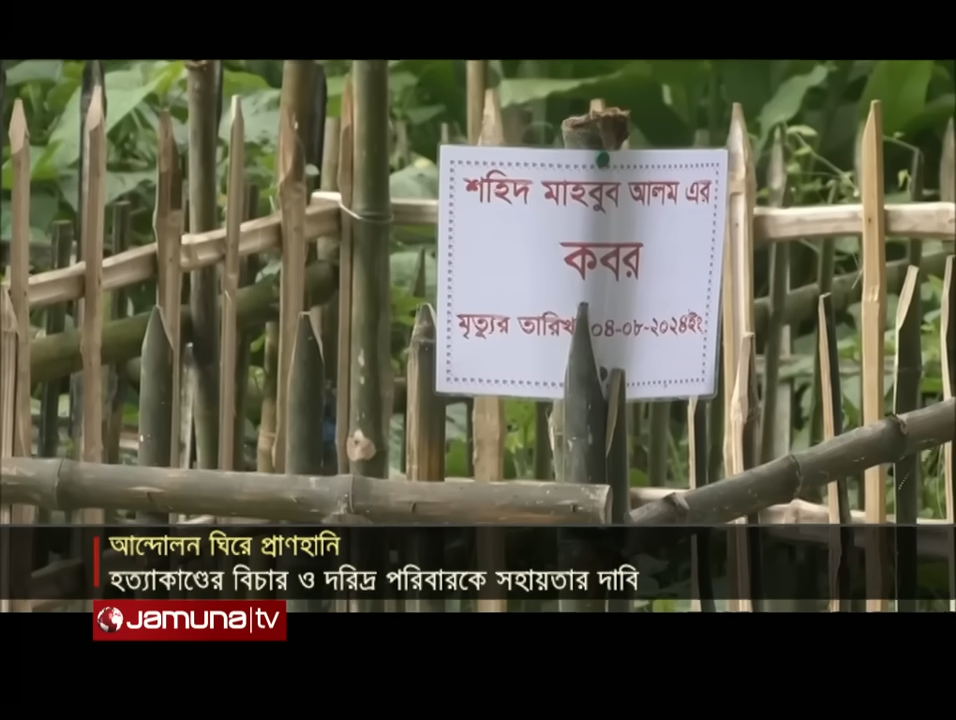 শহিদ মাহবুব আলম এর
কবর
মৃত্যুর তারিখ ০৪-০৮-২০২৪ইং
আন্দোলন ঘিরে প্রাণহানি
হত্যাকাণ্ডের বিচার ও দরিদ্র পরিবারকে সহায়তার দাবি
Jamuna|tv